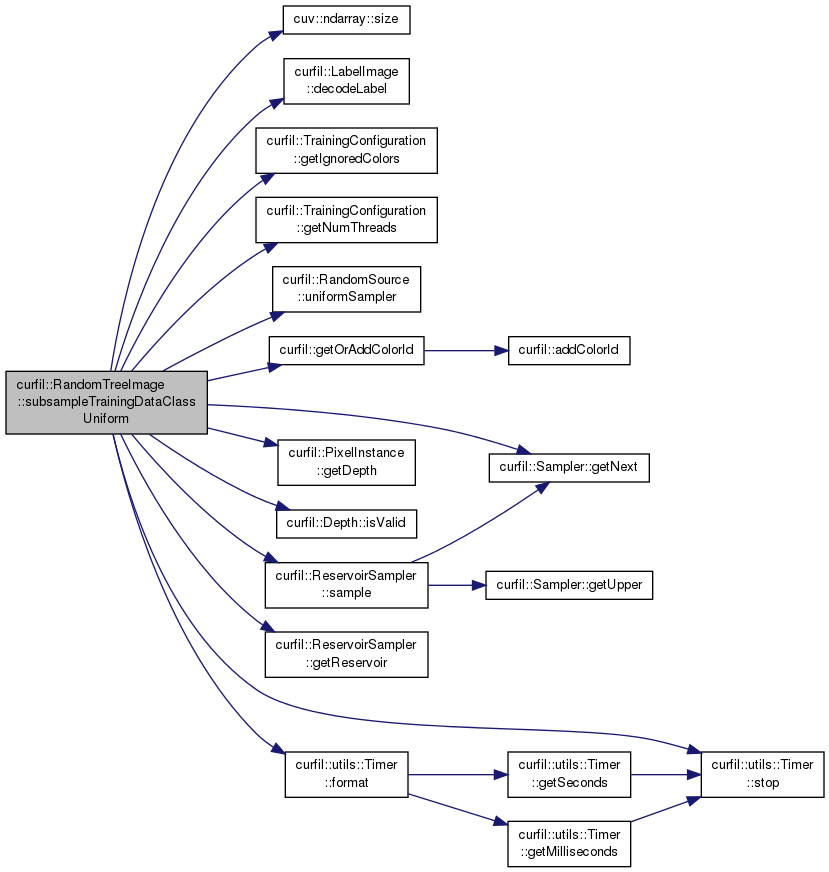 cuv::ndarray::size
curfil::LabelImage
::decodeLabel
curfil::TrainingConfiguration
::getIgnoredColors
curfil::TrainingConfiguration
::getNumThreads
curfil::RandomSource
::uniformSampler
curfil::getOrAddColorId
curfil::addColorId
curfil::RandomTreeImage
::subsampleTrainingDataClass
Uniform
curfil::PixelInstance
::getDepth
curfil::Sampler::getNext
curfil::Depth::isValid
curfil::ReservoirSampler
::sample
curfil::Sampler::getUpper
curfil::ReservoirSampler
::getReservoir
curfil::utils::Timer
::format
curfil::utils::Timer
::getSeconds
curfil::utils::Timer
::stop
curfil::utils::Timer
::getMilliseconds